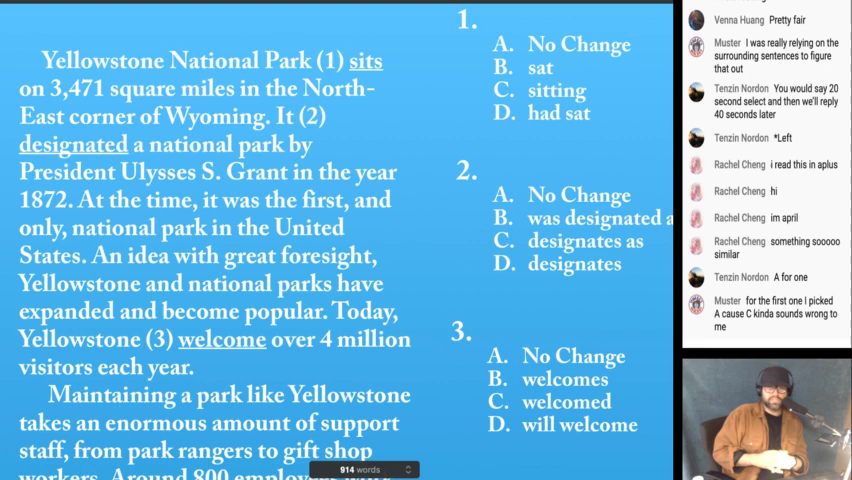 Yellowstone National Park (1) sits
on 3,471 square miles in the North-
East corner of Wyoming. It (2)
designated a national park by
President Ulysses S. Grant in the year
1872. At the time, it was the first, and
only, national park in the United
States. An idea with great foresight,
Yellowstone and national parks have
expanded and become popular. Today,
Yellowstone (3) welcome over 4 million
visitors each year.
Maintaining a park like Yellowstone
takes an enormous amount of support
staff, from park rangers to gift shop
workers. Around 800
914 words
1.
A. No Change
B. sat
C. sitting
D. had sat
2.
A. No Change
B. was designated a
C. designates as
D. designates
3.
A. No Change
B. welcomes
C. welcomed
D. will welcome
Venna Huang Pretty fair
Muster I was really relying on the
surrounding sentences to figure
that out
Tenzin Nordon You would say 20
second select and then we'll reply
40 seconds later
Tenzin Nordon *Left
Rachel Cheng i read this in aplus
Rachel Cheng hi
Rachel Cheng im april
Rachel Cheng something sooooo
similar
Tenzin Nordon A for one
Muster for the first one I picked
A cause C kinda sounds wrong to
me